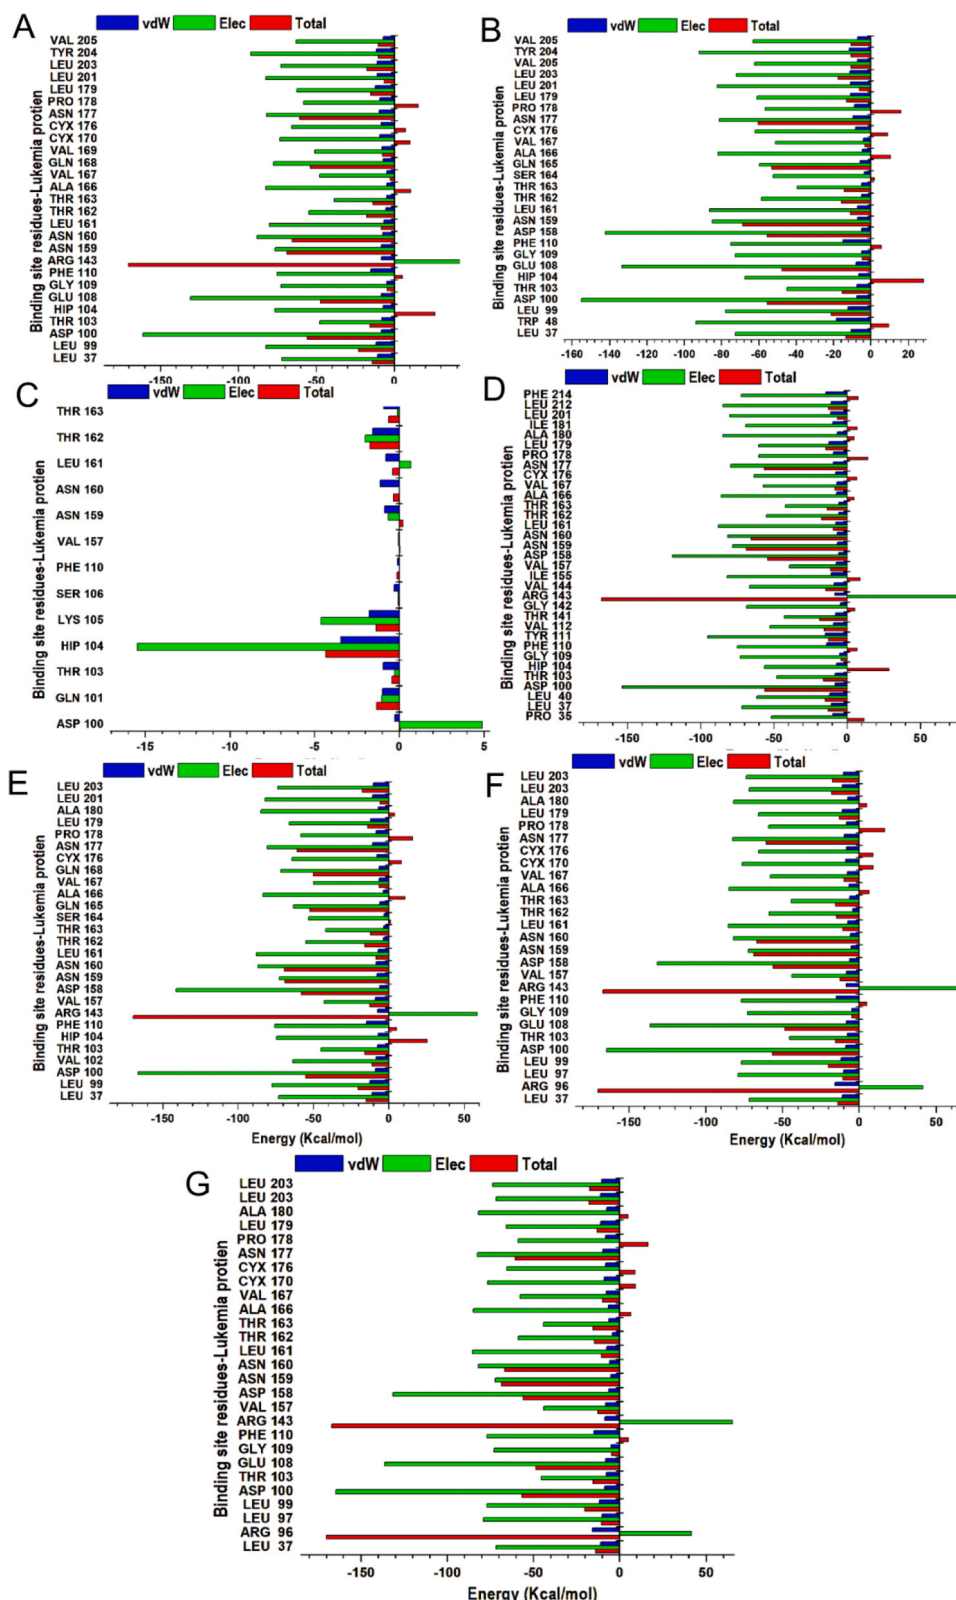 A
vdW Elec Total
Binding site residues-Lukemia protien
VAL 205
TYR 204
LEU 203
LEU 201
LEU 179
PRO 178
ASN 177
CYX 176
CYX 170
VAL 169
GLN 168
VAL 167
ALA 166
THR 163
THR 162
LEU 161
ASN 160
ASN 159
ARG 143
PHE 110
GLY 109
GLU 108
HIP 104
THR 103
ASP 100
LEU 99
LEU 37
-150 -100 -50 0
B
vdW Elec Total
Binding site residues-Lukemia protien
VAL 205
TYR 204
VAL 205
LEU 203
LEU 201
LEU 179
PRO 178
ASN 177
CYX 176
VAL 167
ALA 166
GLN 165
SER 164
THR 163
THR 162
LEU 161
ASN 159
ASP 158
PHE 110
GLY 109
GLU 108
HIP 104
THR 103
ASP 100
LEU 99
TRP 48
LEU 37
-160 -140 -120 -100 -80 -60 -40 -20 0 20
C
vdW Elec Total
Binding site residues-Lukemia protien
THR 163
THR 162
LEU 161
ASN 160
ASN 159
VAL 157
PHE 110
SER 106
LYS 105
HIP 104
THR 103
GLN 101
ASP 100
-15 -10 -5 0 5
D
vdW Elec Total
Binding site residues-Lukemia protien
PHE 214
LEU 212
LEU 201
ILE 181
ALA 180
LEU 179
PRO 178
ASN 177
CYX 176
VAL 167
ALA 166
THR 163
THR 162
LEU 161
ASN 160
ASN 159
ASP 158
VAL 157
ILE 155
VAL 144
ARG 143
GLY 142
THR 141
VAL 112
TYR 111
PHE 110
GLY 109
HIP 104
THR 103
ASP 100
LEU 40
LEU 37
PRO 35
-150 -100 -50 0 50
E
vdW Elec Total
Binding site residues-Lukemia protien
LEU 203
LEU 201
ALA 180
LEU 179
PRO 178
ASN 177
CYX 176
GLN 168
VAL 167
ALA 166
GLN 165
SER 164
THR 163
THR 162
LEU 161
ASN 160
ASN 159
ASP 158
VAL 157
ARG 143
PHE 110
HIP 104
THR 103
VAL 102
ASP 100
LEU 99
LEU 37
-150 -100 -50 0 50
Energy (Kcal/mol)
F
vdW Elec Total
Binding site residues-Lukemia protien
LEU 203
LEU 203
ALA 180
LEU 179
PRO 178
ASN 177
CYX 176
CYX 170
VAL 167
ALA 166
THR 163
THR 162
LEU 161
ASN 160
ASN 159
ASP 158
VAL 157
ARG 143
PHE 110
GLY 109
GLU 108
THR 103
ASP 100
LEU 99
LEU 97
ARG 96
LEU 37
-150 -100 -50 0 50
Energy (Kcal/mol)
G
vdW Elec Total
Binding site residues-Lukemia protien
LEU 203
LEU 203
ALA 180
LEU 179
PRO 178
ASN 177
CYX 176
CYX 170
VAL 167
ALA 166
THR 163
THR 162
LEU 161
ASN 160
ASN 159
ASP 158
VAL 157
ARG 143
PHE 110
GLY 109
GLU 108
THR 103
ASP 100
LEU 99
LEU 97
ARG 96
LEU 37
-150 -100 -50 0 50
Energy (Kcal/mol)